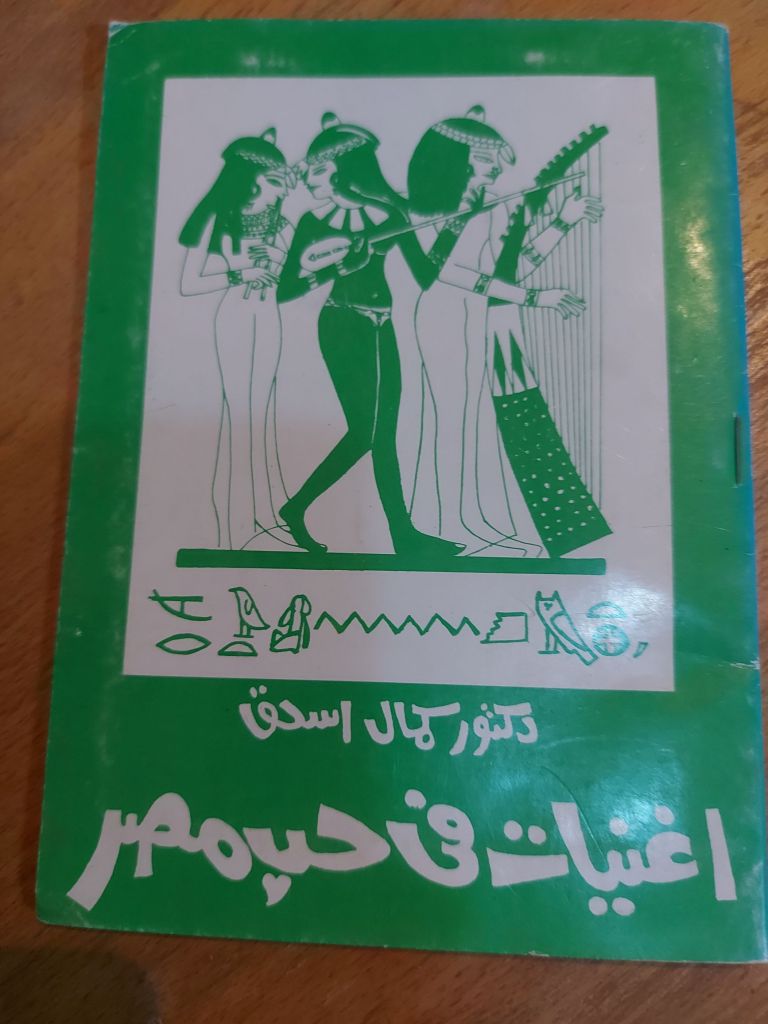 دكتور كمال اسحق
اغنيات فى حب مصر